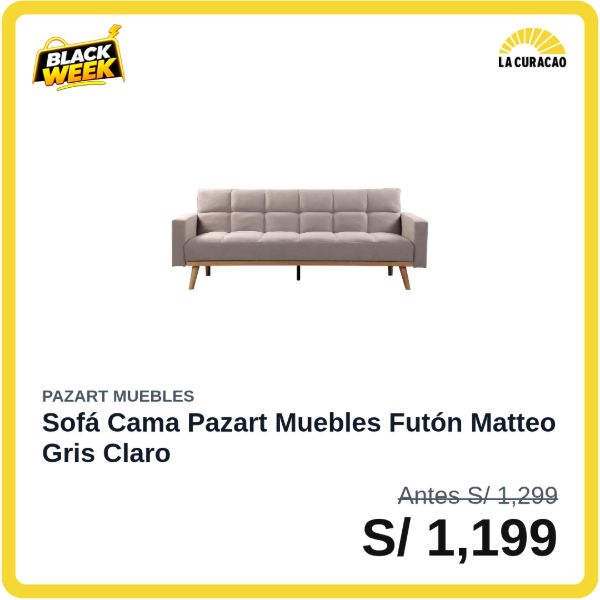 BLACK
WEEK
LA CURACAO
PAZART MUEBLES
Sofá Cama Pazart Muebles Futón Matteo
Gris Claro
Antes S/ 1,299
S/ 1,199